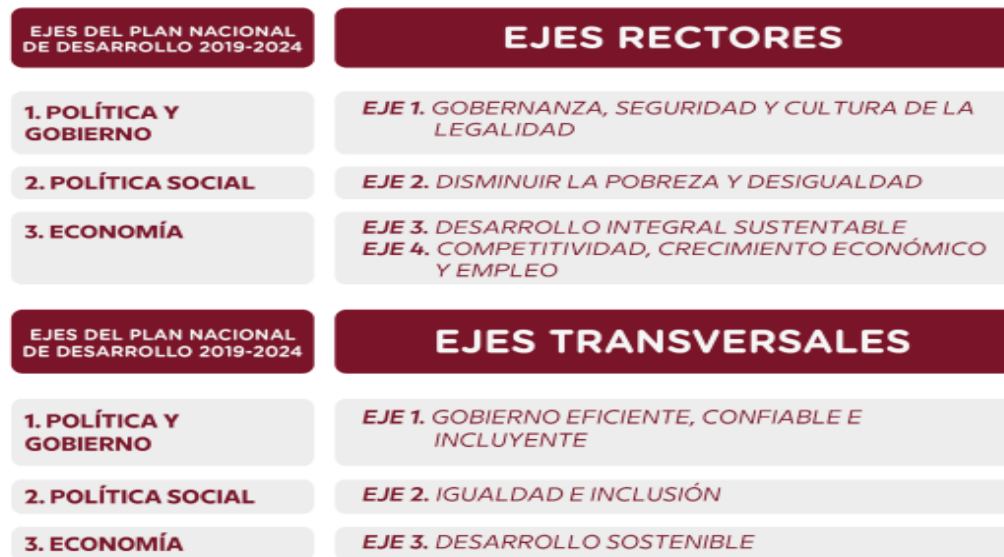 EJES DEL PLAN NACIONAL
DE DESARROLLO 2019-2024
EJES RECTORES
1. POLÍTICA Y
GOBIERNO
EJE 1. GOBERNANZA, SEGURIDAD Y CULTURA DE LA
LEGALIDAD
2. POLÍTICA SOCIAL
EJE 2. DISMINUIR LA POBREZA Y DESIGUALDAD
3. ECONOMÍA
EJE 3. DESARROLLO INTEGRAL SUSTENTABLE
EJE 4. COMPETITIVIDAD, CRECIMIENTO ECONÓMICO
Y EMPLEO
EJES DEL PLAN NACIONAL
DE DESARROLLO 2019-2024
EJES TRANSVERSALES
1. POLÍTICA Y
GOBIERNO
EJE 1. GOBIERNO EFICIENTE, CONFIABLE E
INCLUYENTE
2. POLÍTICA SOCIAL
EJE 2. IGUALDAD E INCLUSIÓN
3. ECONOMÍA
EJE 3. DESARROLLO SOSTENIBLE